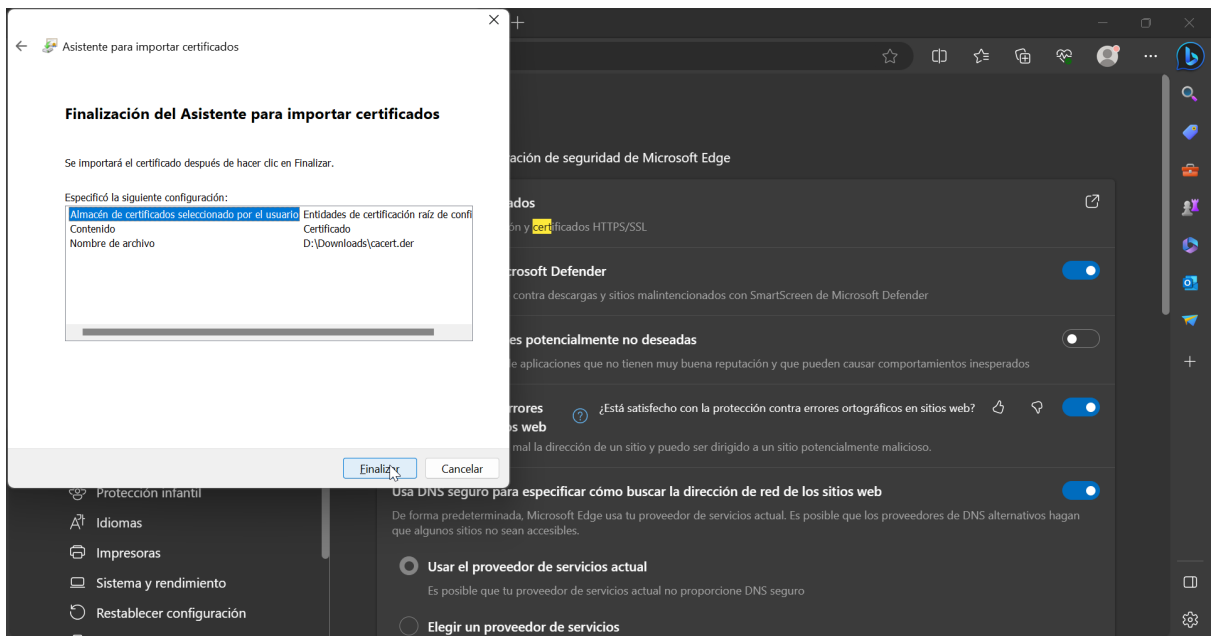 Asistente para importar certificados
Finalización del Asistente para importar certificados
Se importará el certificado después de hacer clic en Finalizar.
Especificó la siguiente configuración:
Almacén de certificados seleccionado por el usuario Entidades de certificación raíz de confi
Contenido Certificado
Nombre de archivo D:\Downloads\cacert.der
Finalizar Cancelar
ación de seguridad de Microsoft Edge
ados
ón y certificados HTTPS/SSL
crosoft Defender
contra descargas y sitios malintencionados con SmartScreen de Microsoft Defender
es potencialmente no deseadas
e aplicaciones que no tienen muy buena reputación y que pueden causar comportamientos inesperados
rrores ¿Está satisfecho con la protección contra errores ortográficos en sitios web?
os web
mal la dirección de un sitio y puedo ser dirigido a un sitio potencialmente malicioso.
Protección infantil
Idiomas
Impresoras
Sistema y rendimiento
Restablecer configuración
Usa DNS seguro para especificar cómo buscar la dirección de red de los sitios web
De forma predeterminada, Microsoft Edge usa tu proveedor de servicios actual. Es posible que los proveedores de DNS alternativos hagan
que algunos sitios no sean accesibles.
Usar el proveedor de servicios actual
Es posible que tu proveedor de servicios actual no proporcione DNS seguro
Elegir un proveedor de servicios